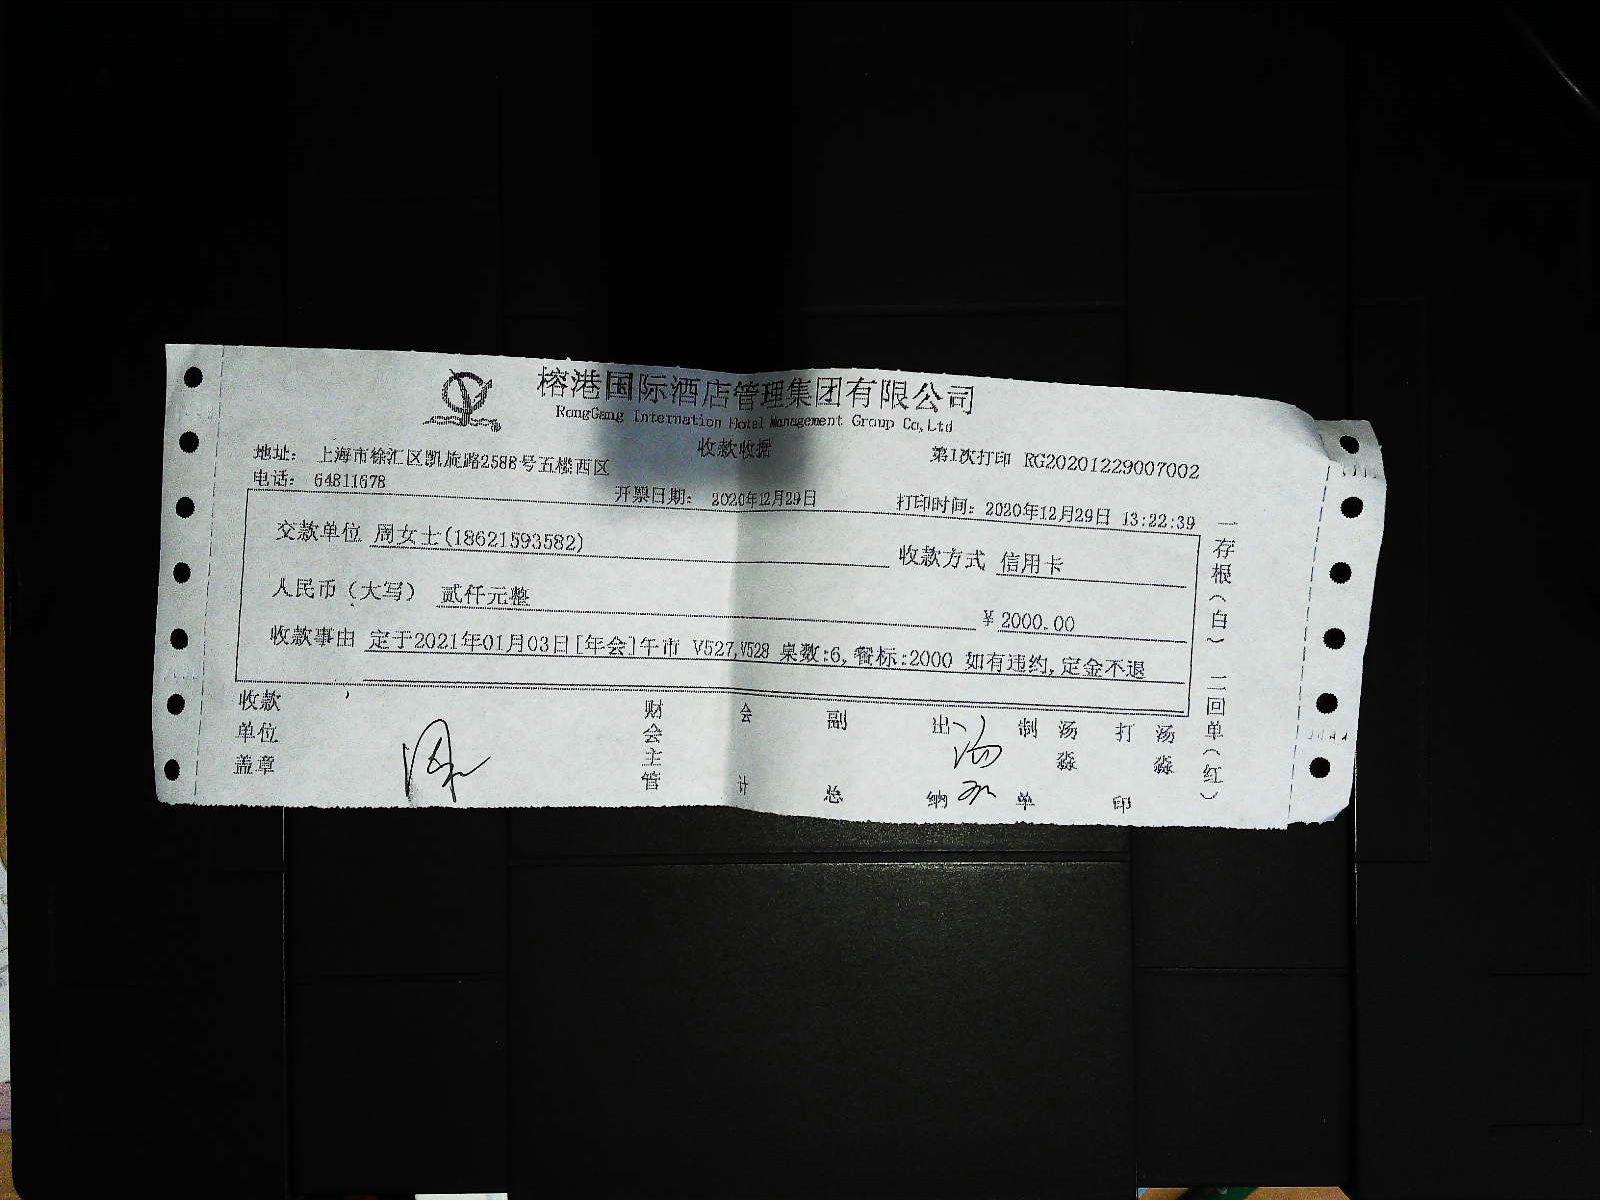 榕港国际酒店管理集团有限公司
RongGang Internation Hotel Management Group Co,Ltd
收款收据
地址： 上海市徐汇区凯旋路2588号五楼西区
第1次打印 RG20201229007002
电话： 64811678
开票日期： 2020年12月29日
打印时间：2020年12月29日 13:22:39
交款单位 周女士(18621593582)
收款方式 信用卡
人民币（大写） 贰仟元整
￥2000.00
收款事由 定于2021年01月03日[年会]午市 V527,V528 桌数:6,餐标:2000 如有违约,定金不退
收款单位盖章
财会主管
会计
副总
出纳
制单 汤淼
打印 汤淼
一存根（白） 二回单（红）